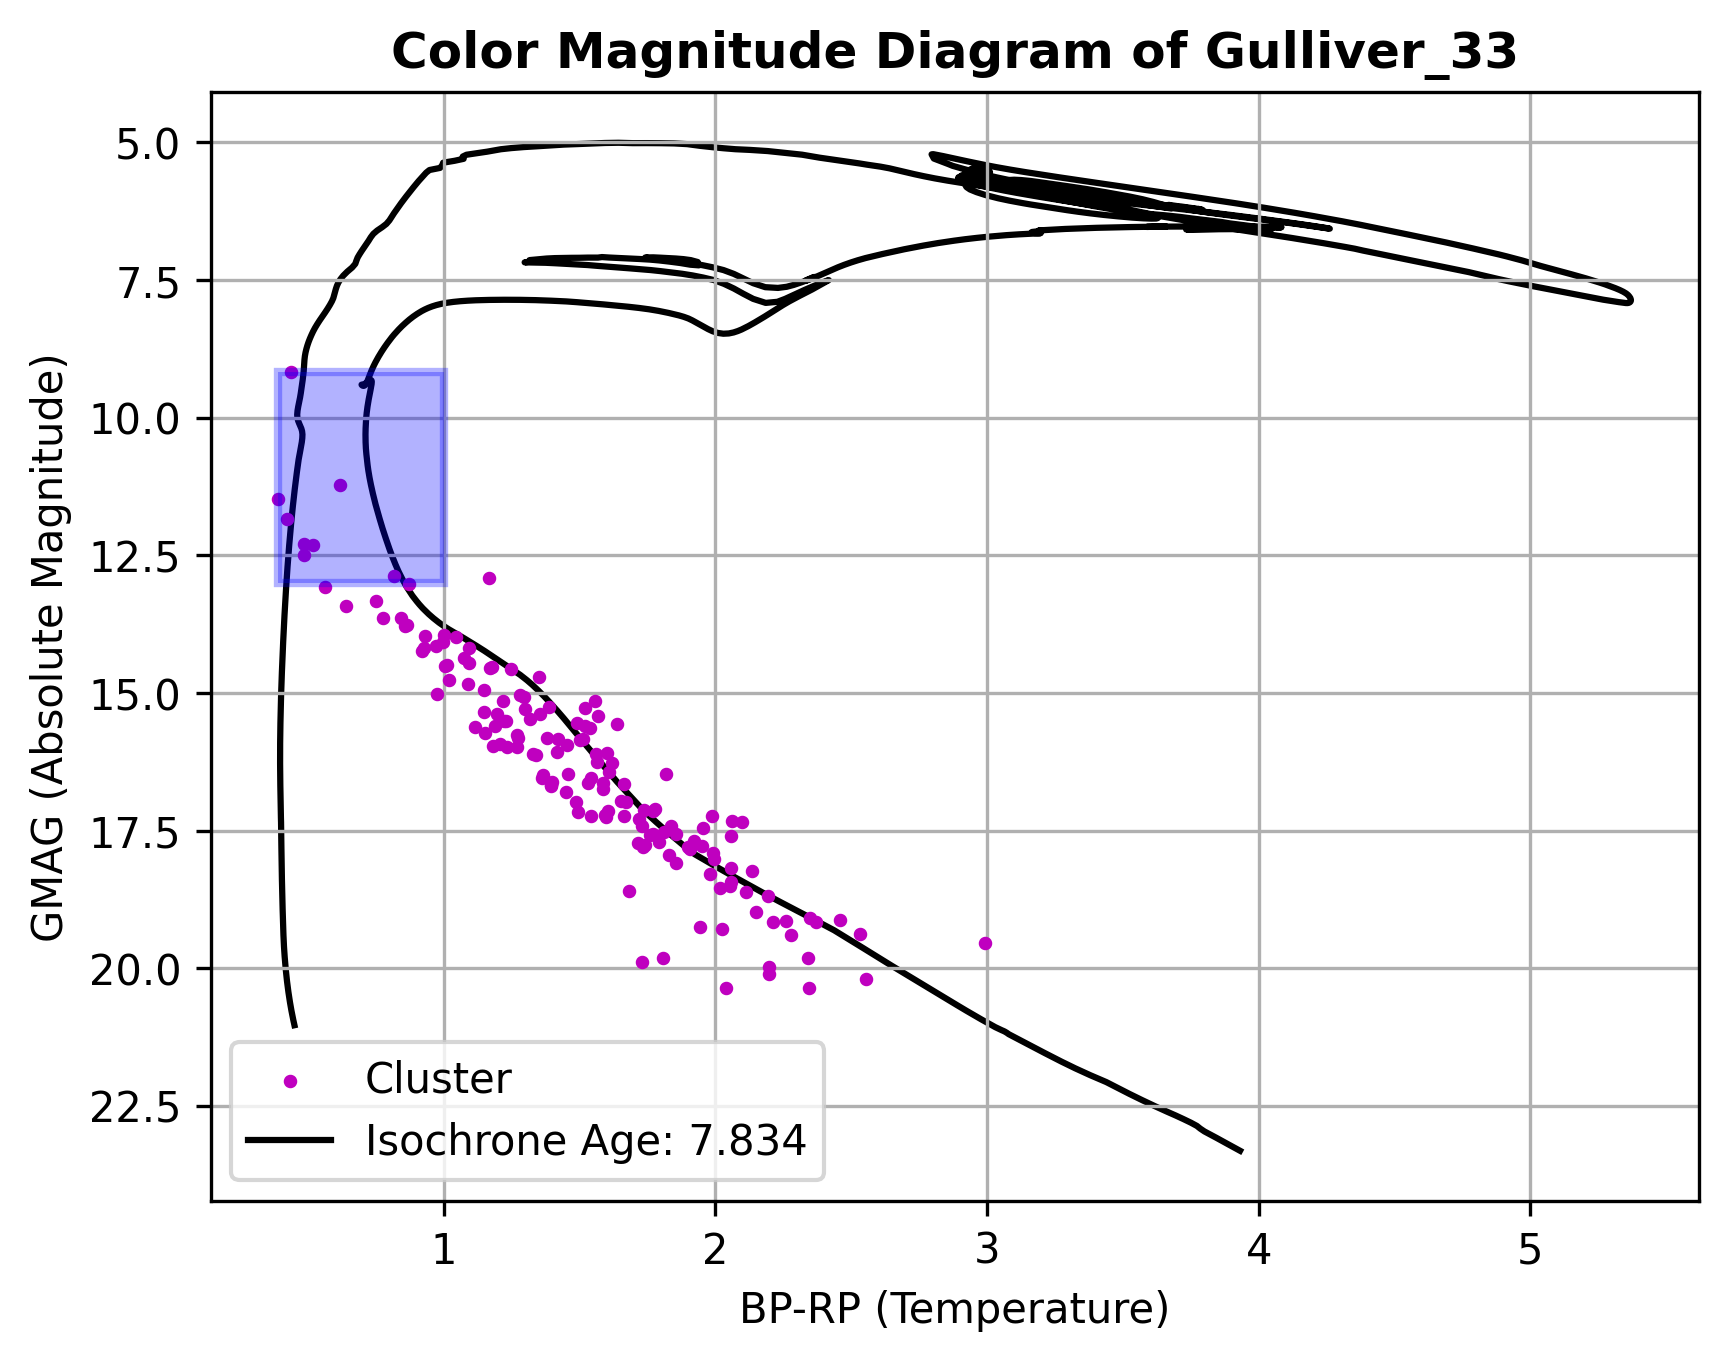 Color Magnitude Diagram of Gulliver_33
GMAG (Absolute Magnitude)
5.0
7.5
10.0
12.5
15.0
17.5
20.0
22.5
Cluster
Isochrone Age: 7.834
1 2 3 4 5
BP-RP (Temperature)